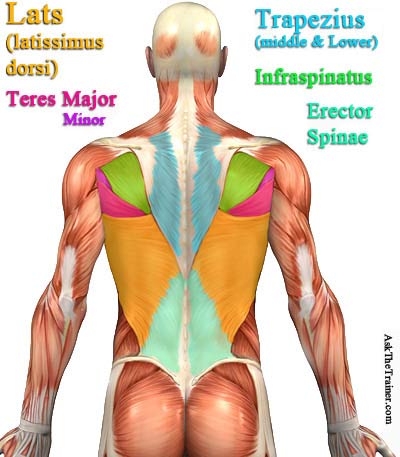 Lats
(latissimus
dorsi)
Teres Major
Minor
Trapezius
(middle & Lower)
Infraspinatus
Erector
Spinae
AskTheTrainer.com